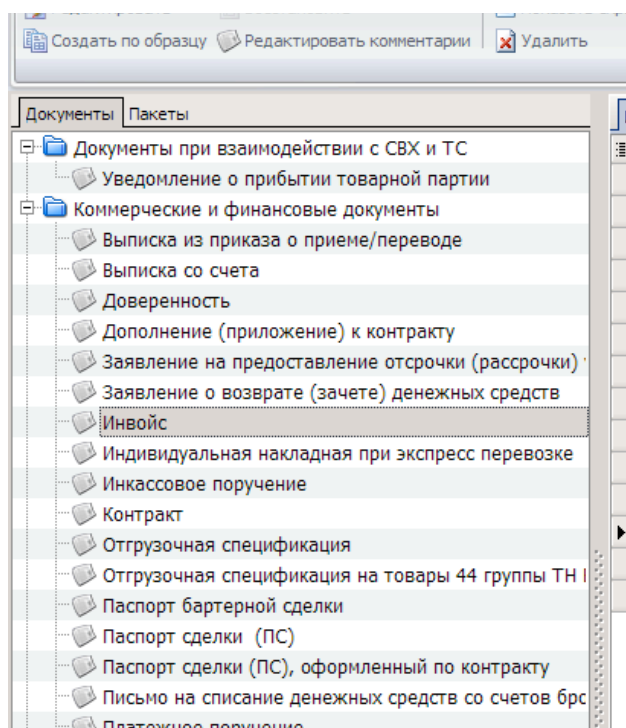 Создать по образцу Редактировать комментарии Удалить
Документы Пакеты
Документы при взаимодействии с СВХ и ТС
Уведомление о прибытии товарной партии
Коммерческие и финансовые документы
Выписка из приказа о приеме/переводе
Выписка со счета
Доверенность
Дополнение (приложение) к контракту
Заявление на предоставление отсрочки (рассрочки)
Заявление о возврате (зачете) денежных средств
Инвойс
Индивидуальная накладная при экспресс перевозке
Инкассовое поручение
Контракт
Отгрузочная спецификация
Отгрузочная спецификация на товары 44 группы ТН
Паспорт бартерной сделки
Паспорт сделки (ПС)
Паспорт сделки (ПС), оформленный по контракту
Письмо на списание денежных средств со счетов брс
Платежное поручение